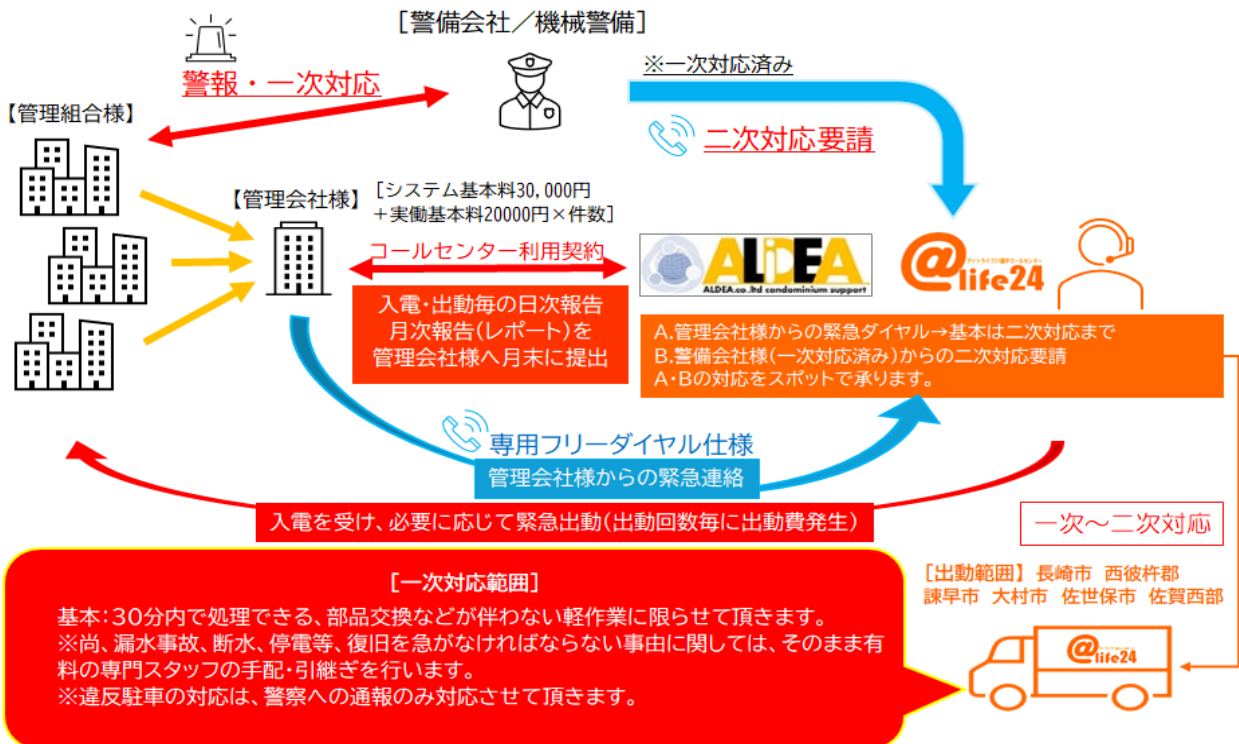 [警備会社／機械警備]
警報・一次対応
※一次対応済み
【管理組合様】
二次対応要請
【管理会社様】
[システム基本料30,000円
＋実働基本料20000円×件数]
コールセンター利用契約
ALiDEA
ALDEA.co.,ltd condominium support
@life24
入電・出動毎の日次報告
月次報告(レポート)を
管理会社様へ月末に提出
A.管理会社様からの緊急ダイヤル→基本は二次対応まで
B.警備会社様(一次対応済み)からの二次対応要請
A・Bの対応をスポットで承ります。
専用フリーダイヤル仕様
管理会社様からの緊急連絡
入電を受け、必要に応じて緊急出動(出動回数毎に出動費発生)
一次～二次対応
[出動範囲] 長崎市 西彼杵郡
諫早市 大村市 佐世保市 佐賀西部
@life24
[一次対応範囲]
基本：30分内で処理できる、部品交換などが伴わない軽作業に限らせて頂きます。
※尚、漏水事故、断水、停電等、復旧を急がなければならない事由に関しては、そのまま有
料の専門スタッフの手配・引継ぎを行います。
※違反駐車の対応は、警察への通報のみ対応させて頂きます。